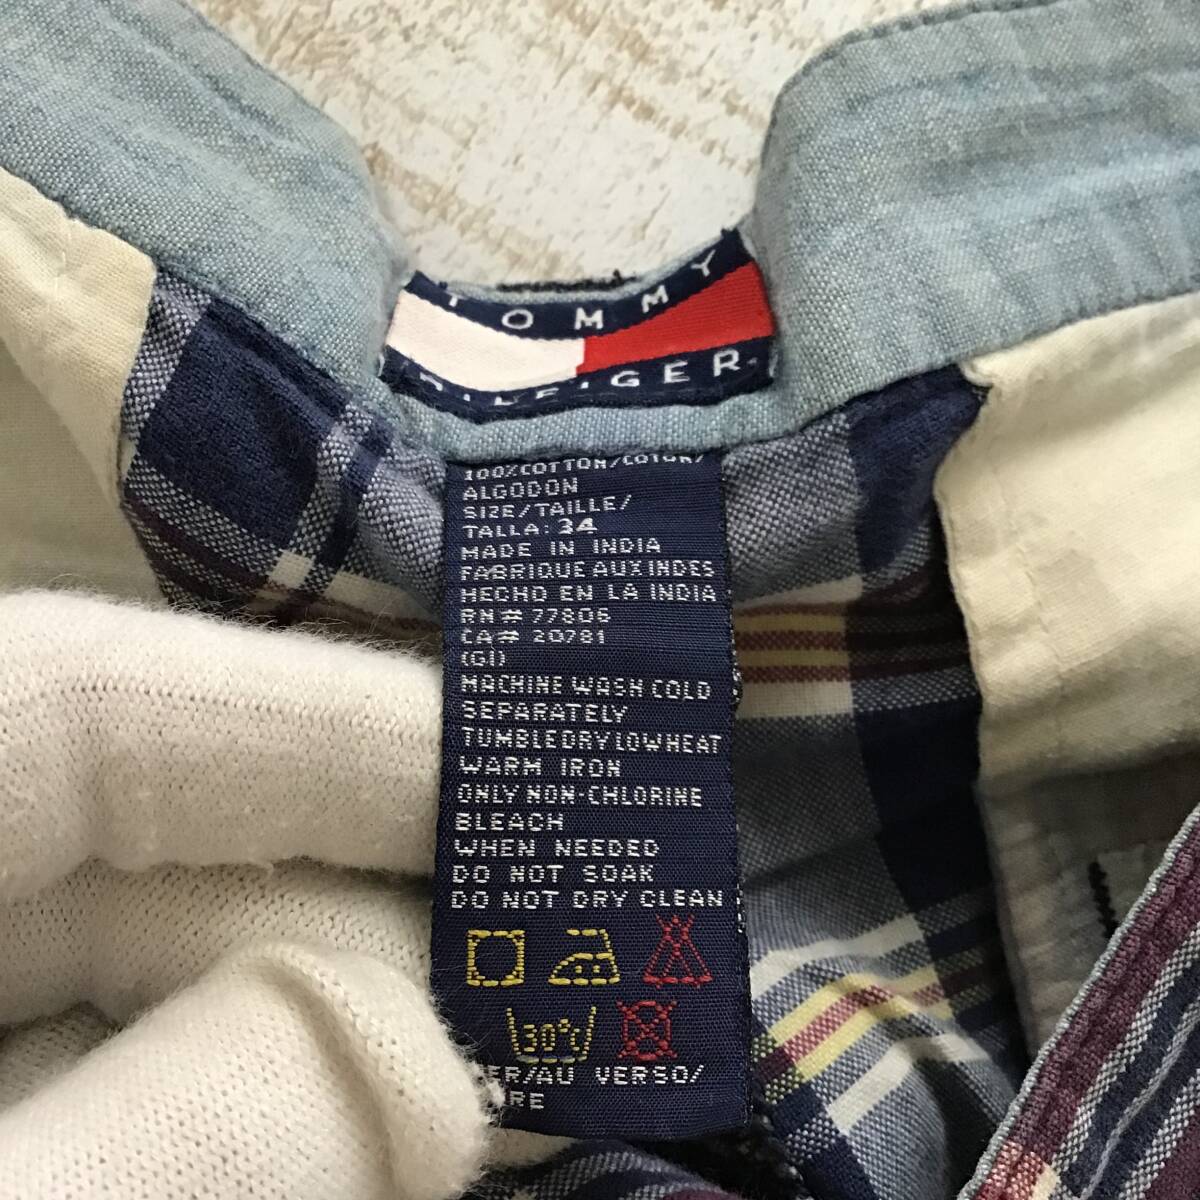 TOMMY
HILFIGER
100% COTTON/COTON/
ALGODON
SIZE/TAILLE/
TALLA: 34
MADE IN INDIA
FABRIQUE AUX INDES
HECHO EN LA INDIA
RN# 77806
CA# 20781
(GI)
MACHINE WASH COLD
SEPARATELY
TUMBLE DRY LOW HEAT
WARM IRON
ONLY NON-CHLORINE
BLEACH
WHEN NEEDED
DO NOT SOAK
DO NOT DRY CLEAN
30°C
/AU VERSO/